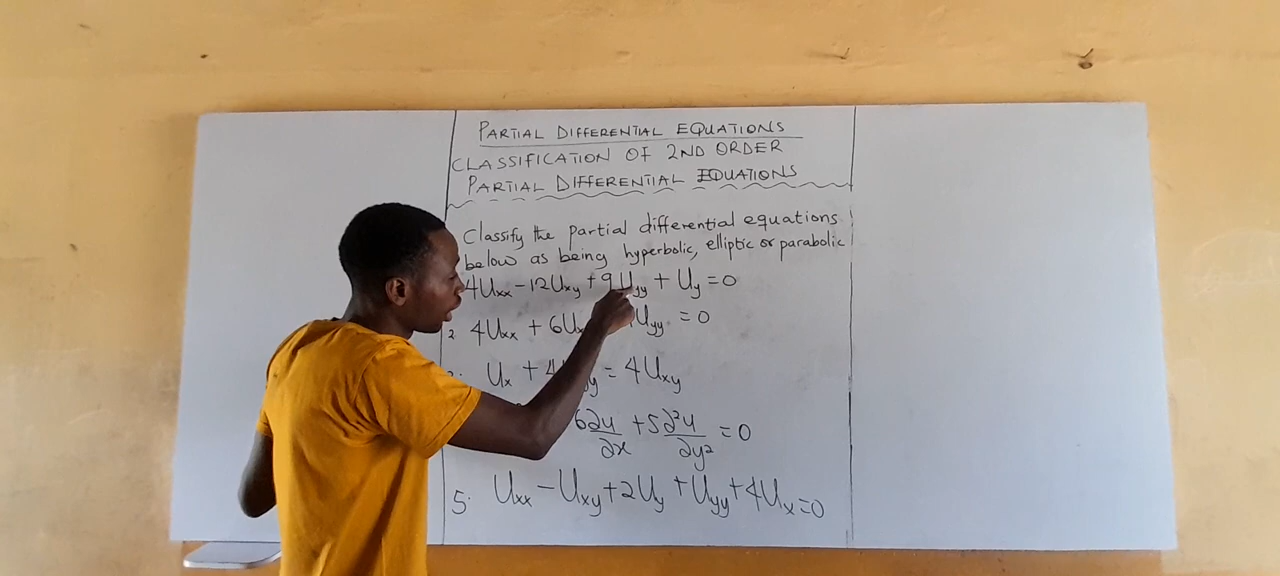 PARTIAL DIFFERENTIAL EQUATIONS
CLASSIFICATION OF 2ND ORDER
PARTIAL DIFFERENTIAL EQUATIONS
Classify the partial differential equations
below as being hyperbolic, elliptic or parabolic
4Uxx - 12Uxy + 9Uyy + Uy = 0
2 4Uxx + 6U Uyy = 0
Ux + 4 = 4Uxy
6∂u/∂x + 5∂²u/∂y² = 0
5. Uxx - Uxy + 2Uy + Uyy + 4Ux = 0